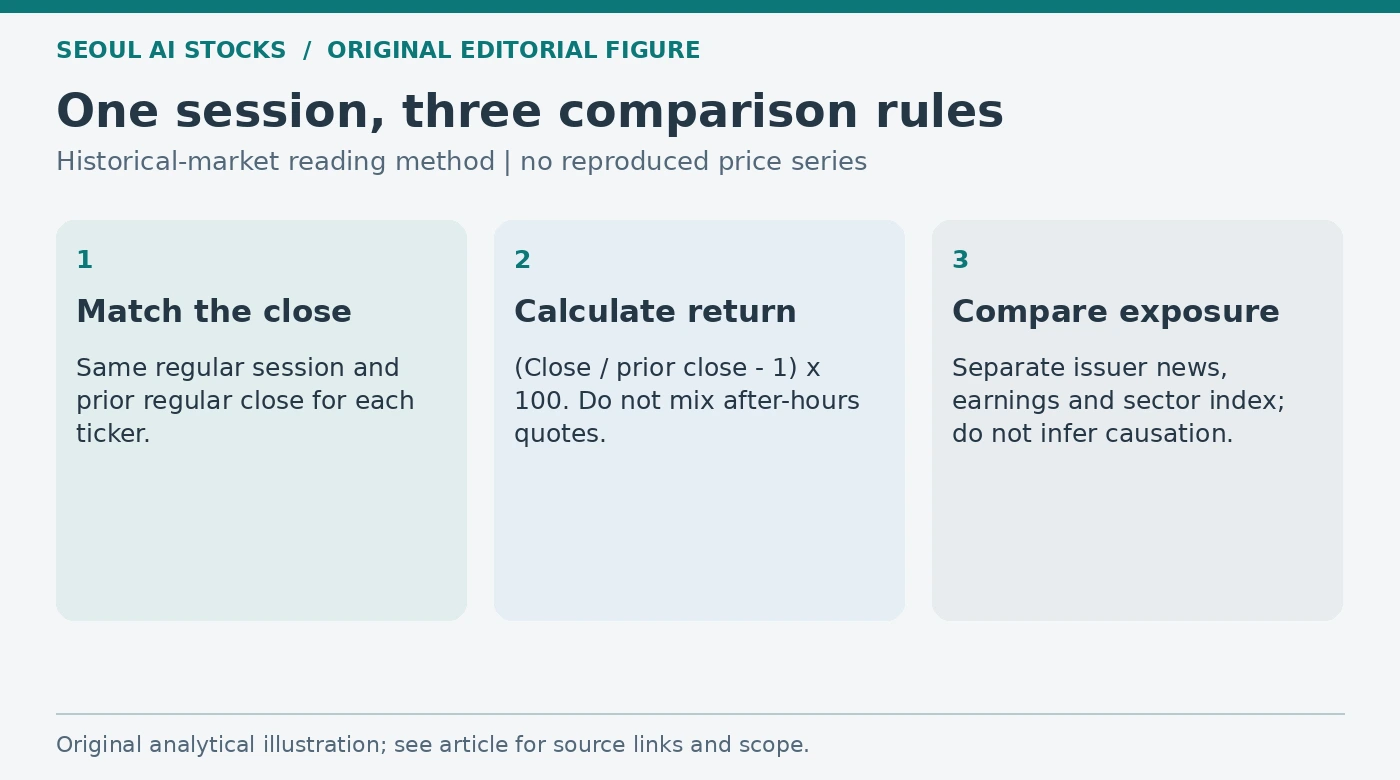 SEOUL AI STOCKS / ORIGINAL EDITORIAL FIGURE
One session, three comparison rules
Historical-market reading method | no reproduced price series
1
Match the close
Same regular session and
prior regular close for each
ticker.
2
Calculate return
(Close / prior close - 1) x
100. Do not mix after-hours
quotes.
3
Compare exposure
Separate issuer news,
earnings and sector index;
do not infer causation.
Original analytical illustration; see article for source links and scope.